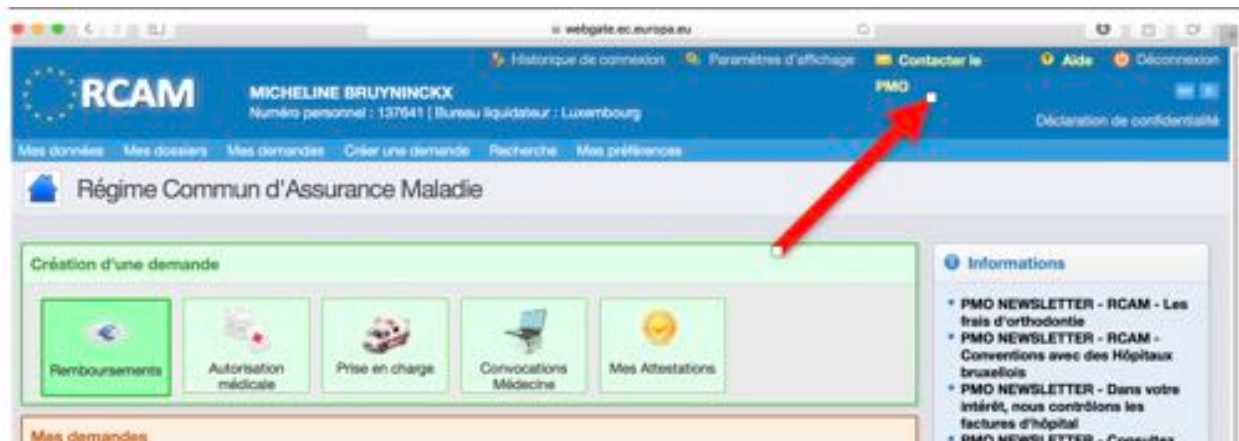 webgate.ec.europa.eu
Historique de connexion
Paramètres d'affichage
Contacter le
PMO
Aide
Déconnexion
RCAM
MICHELINE BRUYNINCKX
Numéro personnel : 137641 | Bureau liquidateur : Luxembourg
Déclaration de confidentialité
Mes données Mes dossiers Mes demandes Créer une demande Recherche Mes préférences
Régime Commun d'Assurance Maladie
Création d'une demande
Remboursements
Autorisation
médicale
Prise en charge
Convocations
Médecine
Mes Attestations
Mes demandes
Informations
PMO NEWSLETTER - RCAM - Les
frais d'orthodontie
PMO NEWSLETTER - RCAM -
Conventions avec des Hôpitaux
bruxellois
PMO NEWSLETTER - Dans votre
intérêt, nous contrôlons les
factures d'hôpital
PMO NEWSLETTER - Consultez